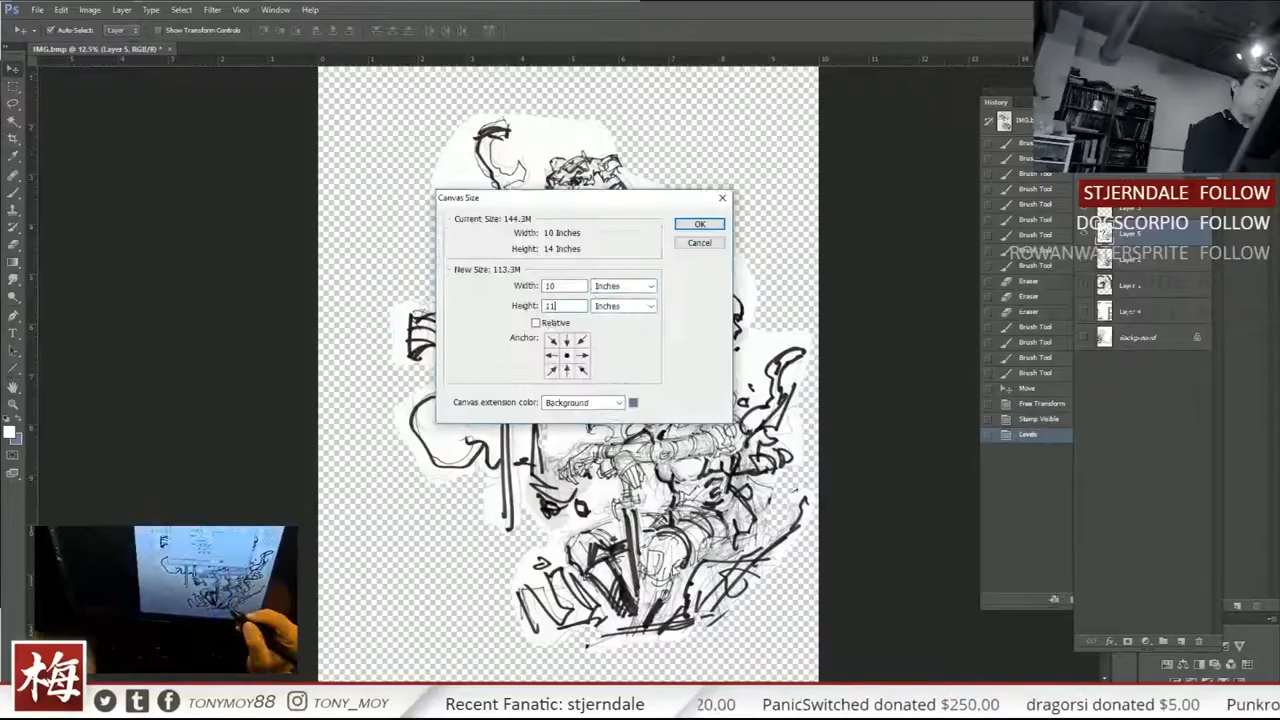 Ps File Edit Image Layer Type Select Filter View Window Help
Auto-Select: Layer Show Transform Controls
IMG.bmp @ 12.5% (Layer 5, RGB/8) *
Canvas Size
Current Size: 144.3M
Width: 10 Inches
Height: 14 Inches
OK
Cancel
New Size: 113.3M
Width: 10 Inches
Height: 11 Inches
Relative
Anchor:
Canvas extension color: Background
History
Brush Tool
Brush Tool
Brush Tool
Brush Tool
Brush Tool
Eraser
Eraser
Eraser
Brush Tool
Brush Tool
Brush Tool
Brush Tool
Move
Free Transform
Stamp Visible
Levels
Layer 5
Layer 4
Background
STJERNDALE FOLLOW
DOCSCORPIO FOLLOW
ROWANWATERSPRITE FOLLOW
梅
TONYMOY88 TONY_MOY
Recent Fanatic: stjerndale
20.00 PanicSwitched donated $250.00 dragorsi donated $5.00 Punkro